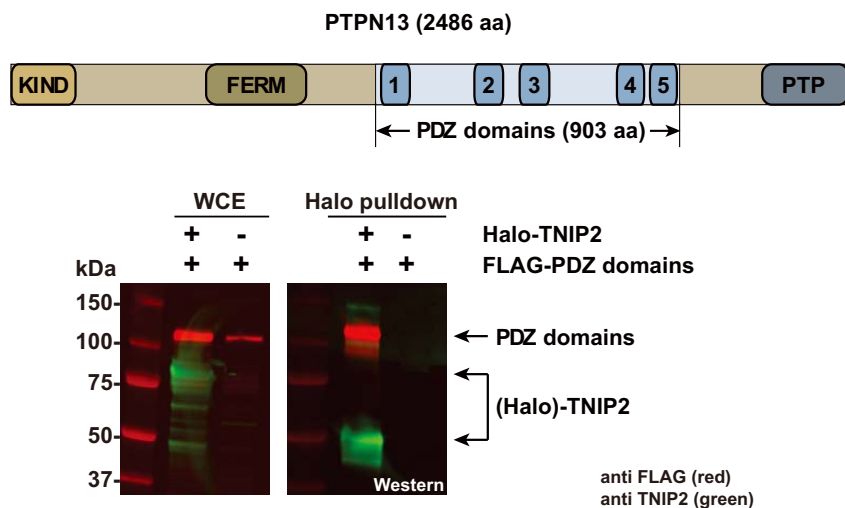 PTPN13 (2486 aa)
KIND FERM 1 2 3 4 5 PTP
PDZ domains (903 aa)
WCE Halo pulldown
+ - + - Halo-TNIP2
+ + + + FLAG-PDZ domains
kDa
150-
100- PDZ domains
75-
(Halo)-TNIP2
50-
37-
Western
anti FLAG (red)
anti TNIP2 (green)